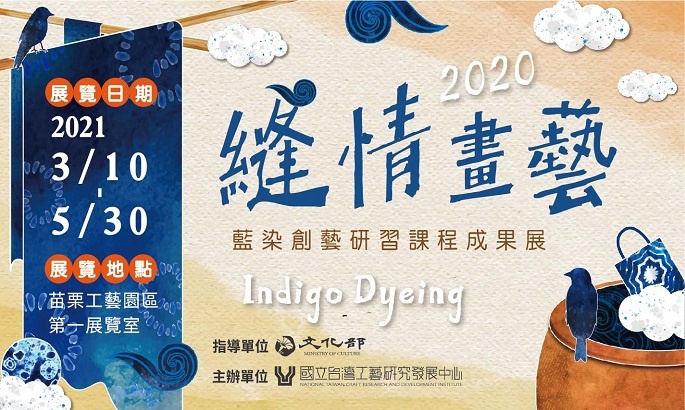 展覽日期
2021
3/10
-
5/30
展覽地點
苗栗工藝園區
第一展覽室
2020
縫情畫藝
藍染創藝研習課程成果展
Indigo Dyeing
指導單位 文化部
MINISTRY OF CULTURE
主辦單位 國立台灣工藝研究發展中心
NATIONAL TAIWAN CRAFT RESEARCH AND DEVELOPMENT INSTITUTE